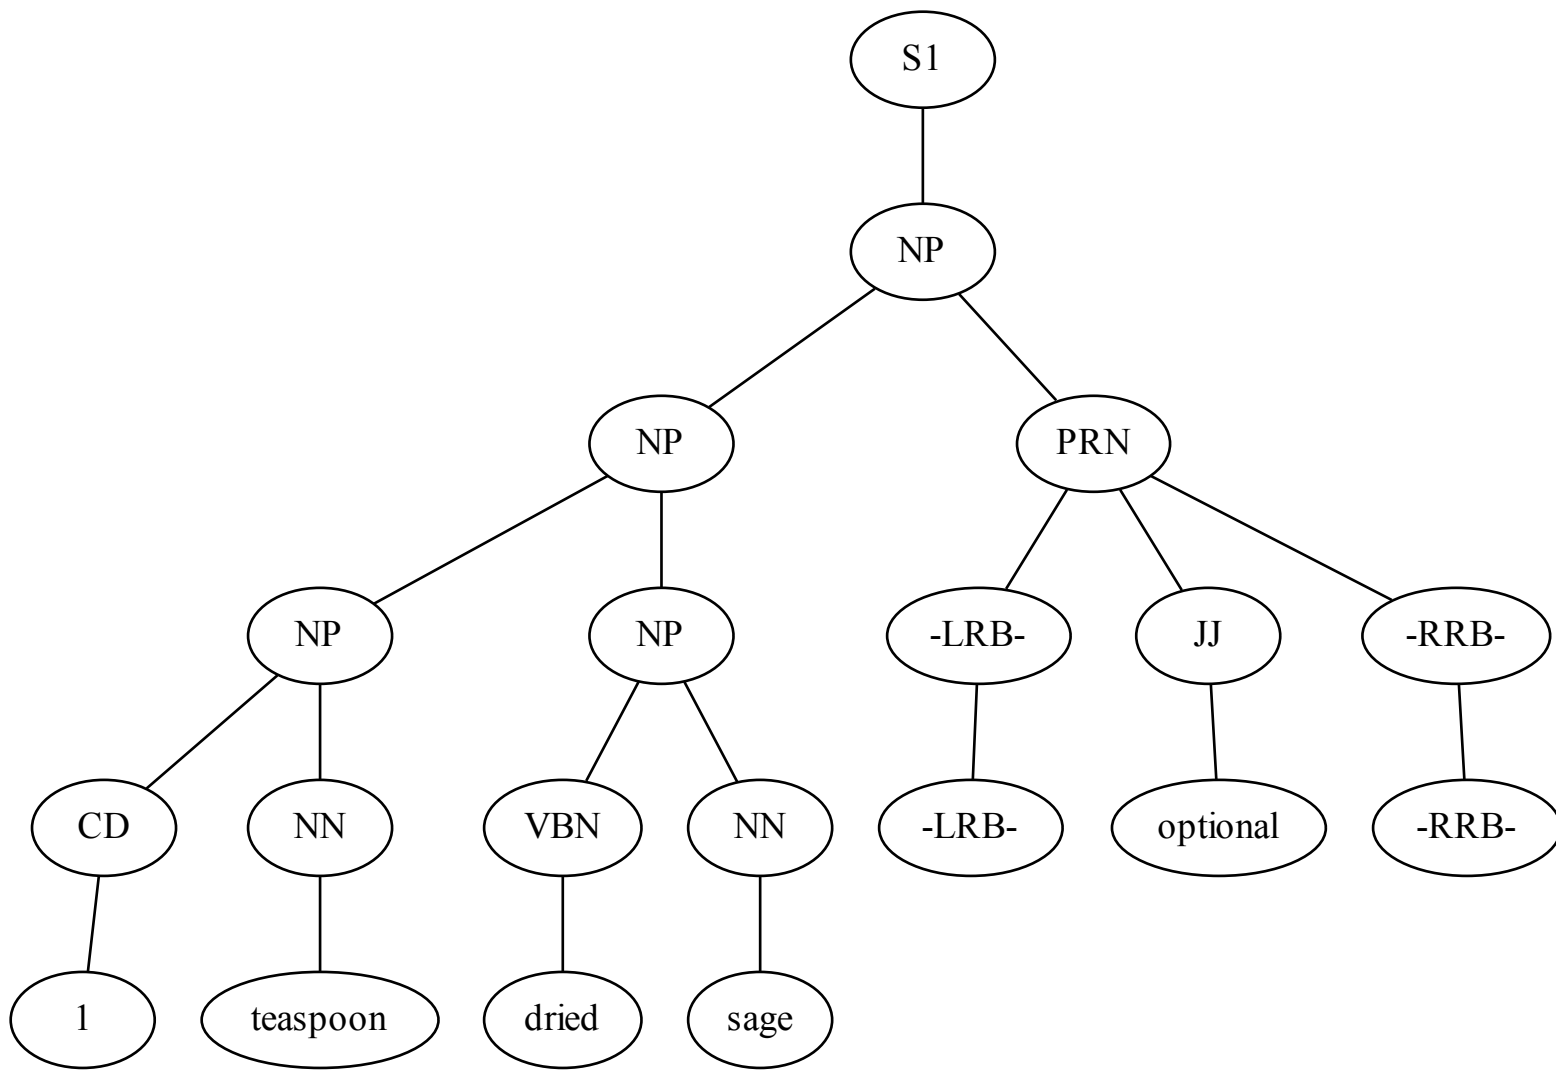 S1
NP
NP PRN
NP NP -LRB- JJ -RRB-
CD NN VBN NN -LRB- optional -RRB-
1 teaspoon dried sage